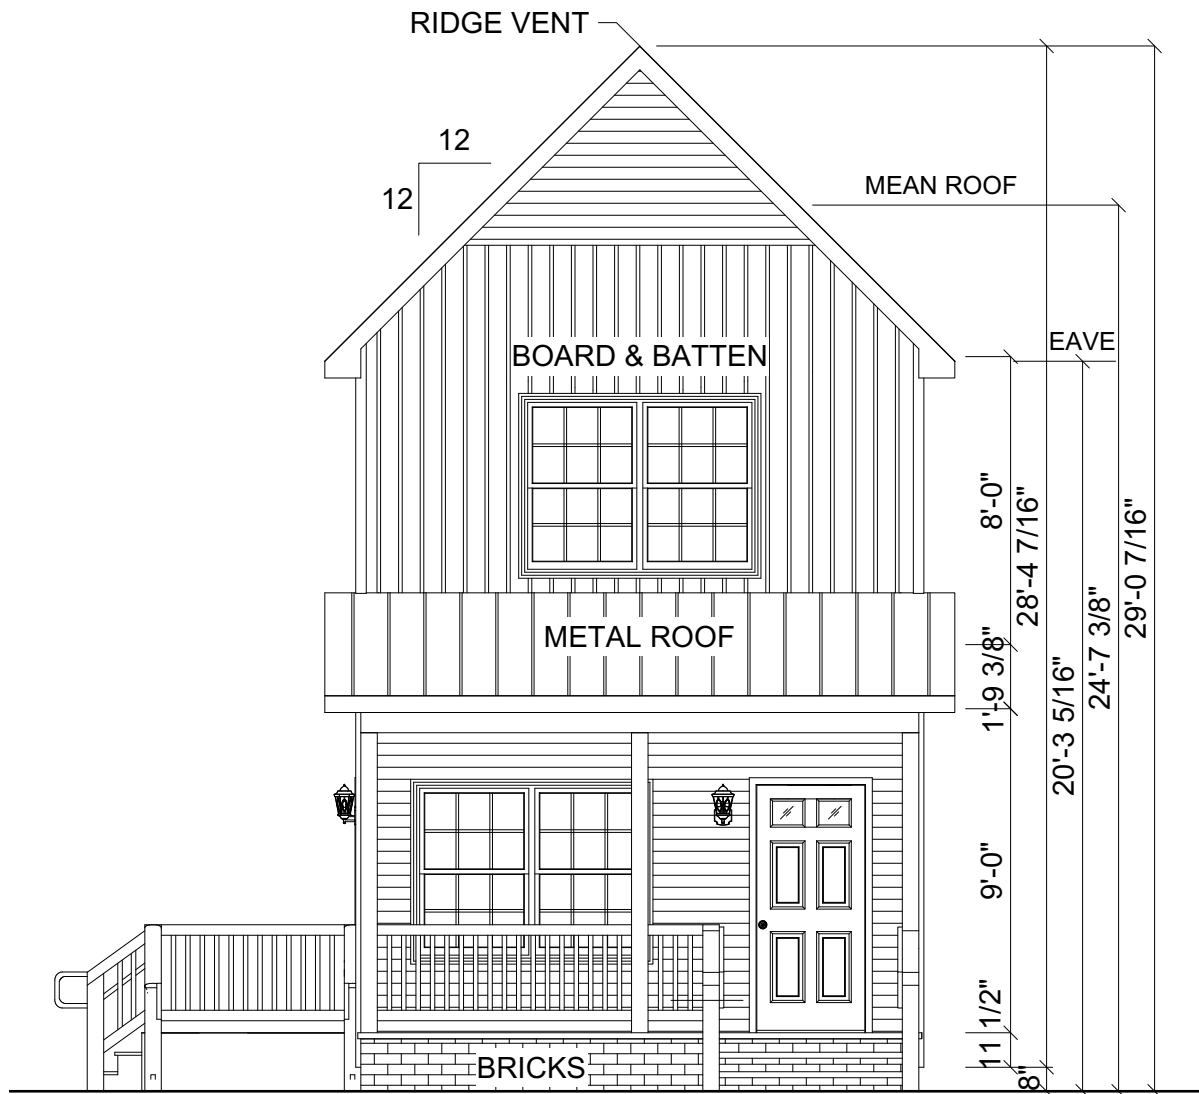 RIDGE VENT
12
12
MEAN ROOF
EAVE
BOARD & BATTEN
8'-0"
28'-4 7/16"
29'-0 7/16"
METAL ROOF
1'-9 3/8"
24'-7 3/8"
20'-3 5/16"
9'-0"
11 1/2"
BRICKS
8"